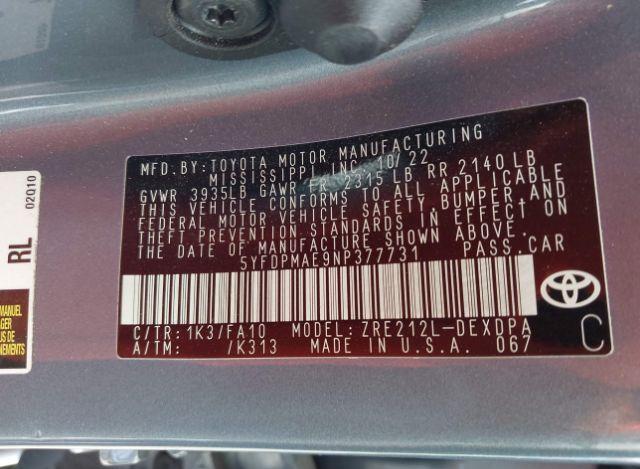 MFD.BY:TOYOTA MOTOR MANUFACTURING
MISSISSIPPI,INC.10/22
GVWR 3935LB GAWR FR 2315 LB RR 2140 LB
THIS VEHICLE CONFORMS TO ALL APPLICABLE
FEDERAL MOTOR VEHICLE SAFETY, BUMPER,AND
THEFT PREVENTION STANDARDS IN EFFECT ON
THE DATE OF MANUFACTURE SHOWN ABOVE.
5YFDPMAE9NP377731 PASS.CAR
C/TR:1K3/FA10 MODEL:ZRE212L-DEXDPA
A/TM: /K313 MADE IN U.S.A. 067
C
02Q10
RL
MANUEL